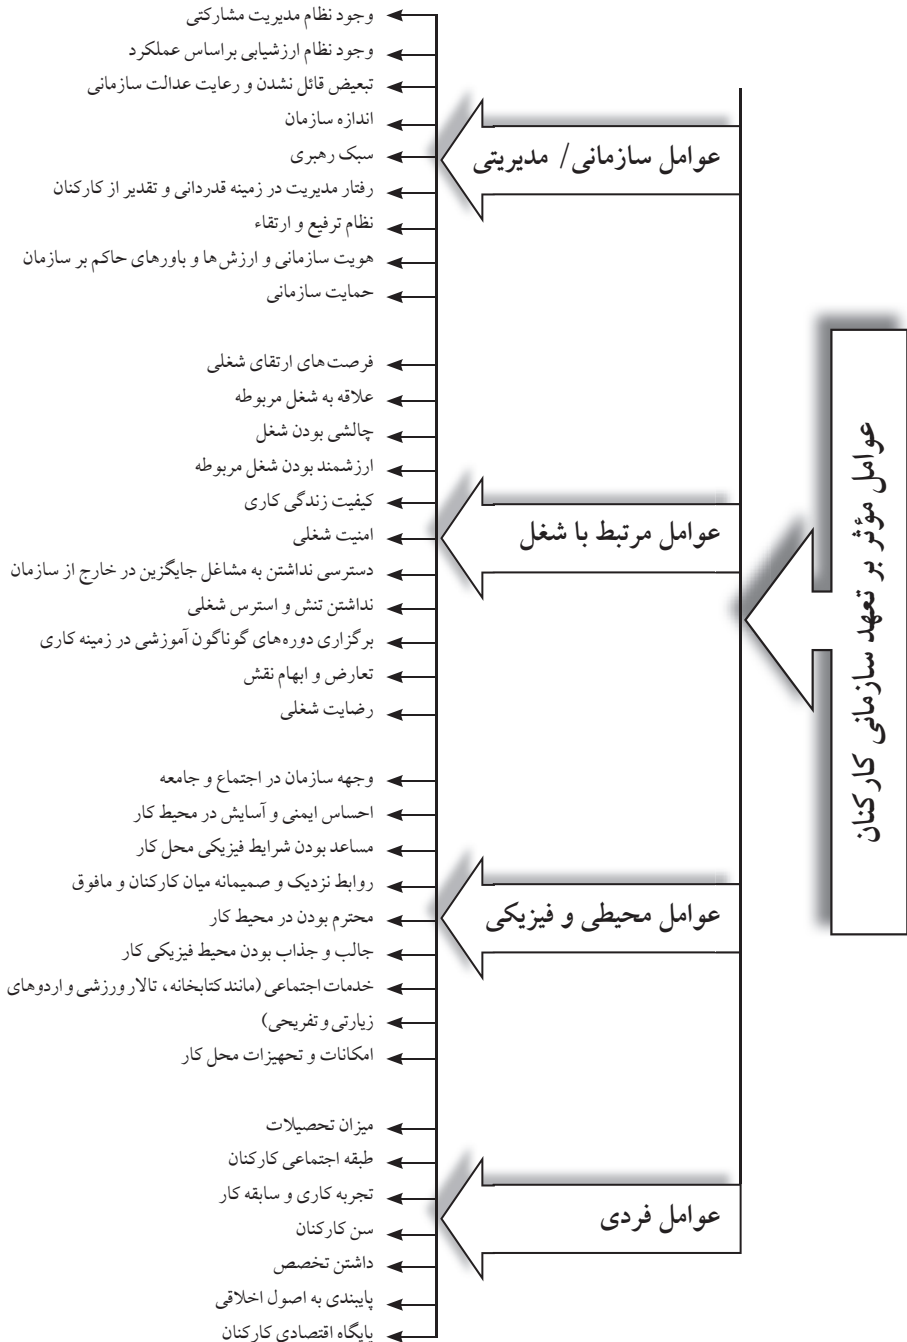 عوامل مؤثر بر تعهد سازمانی کارکنان
عوامل سازمانی/ مدیریتی
وجود نظام مدیریت مشارکتی
وجود نظام ارزشیابی براساس عملکرد
تبعیض قائل نشدن و رعایت عدالت سازمانی
اندازه سازمان
سبک رهبری
رفتار مدیریت در زمینه قدردانی و تقدیر از کارکنان
نظام ترفیع و ارتقاء
هویت سازمانی و ارزش‌ها و باورهای حاکم بر سازمان
حمایت سازمانی
عوامل مرتبط با شغل
فرصت‌های ارتقای شغلی
علاقه به شغل مربوطه
چالشی بودن شغل
ارزشمند بودن شغل مربوطه
کیفیت زندگی کاری
امنیت شغلی
دسترسی نداشتن به مشاغل جایگزین در خارج از سازمان
نداشتن تنش و استرس شغلی
برگزاری دوره‌های گوناگون آموزشی در زمینه کاری
تعارض و ابهام نقش
رضایت شغلی
عوامل محیطی و فیزیکی
وجهه سازمان در اجتماع و جامعه
احساس ایمنی و آسایش در محیط کار
مساعد بودن شرایط فیزیکی محل کار
روابط نزدیک و صمیمانه میان کارکنان و مافوق
محترم بودن در محیط کار
جالب و جذاب بودن محیط فیزیکی کار
خدمات اجتماعی (مانند کتابخانه، تالار ورزشی و اردوهای
زیارتی و تفریحی)
امکانات و تجهیزات محل کار
عوامل فردی
میزان تحصیلات
طبقه اجتماعی کارکنان
تجربه کاری و سابقه کار
سن کارکنان
داشتن تخصص
پایبندی به اصول اخلاقی
پایگاه اقتصادی کارکنان